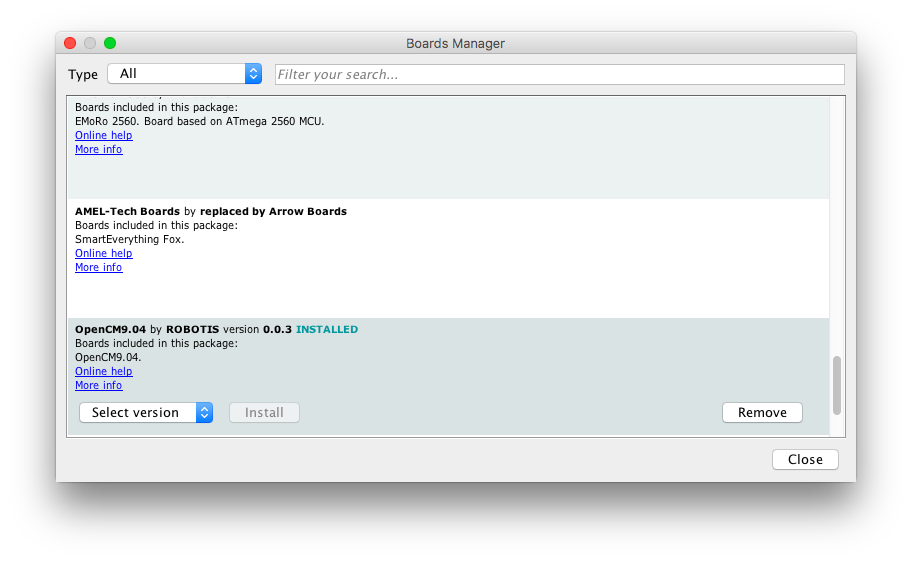 Boards Manager
Type All Filter your search...
Boards included in this package:
EMoRo 2560. Board based on ATmega 2560 MCU.
Online help
More info
AMEL-Tech Boards by replaced by Arrow Boards
Boards included in this package:
SmartEverything Fox.
Online help
More info
OpenCM9.04 by ROBOTIS version 0.0.3 INSTALLED
Boards included in this package:
OpenCM9.04.
Online help
More info
Select version Install Remove
Close